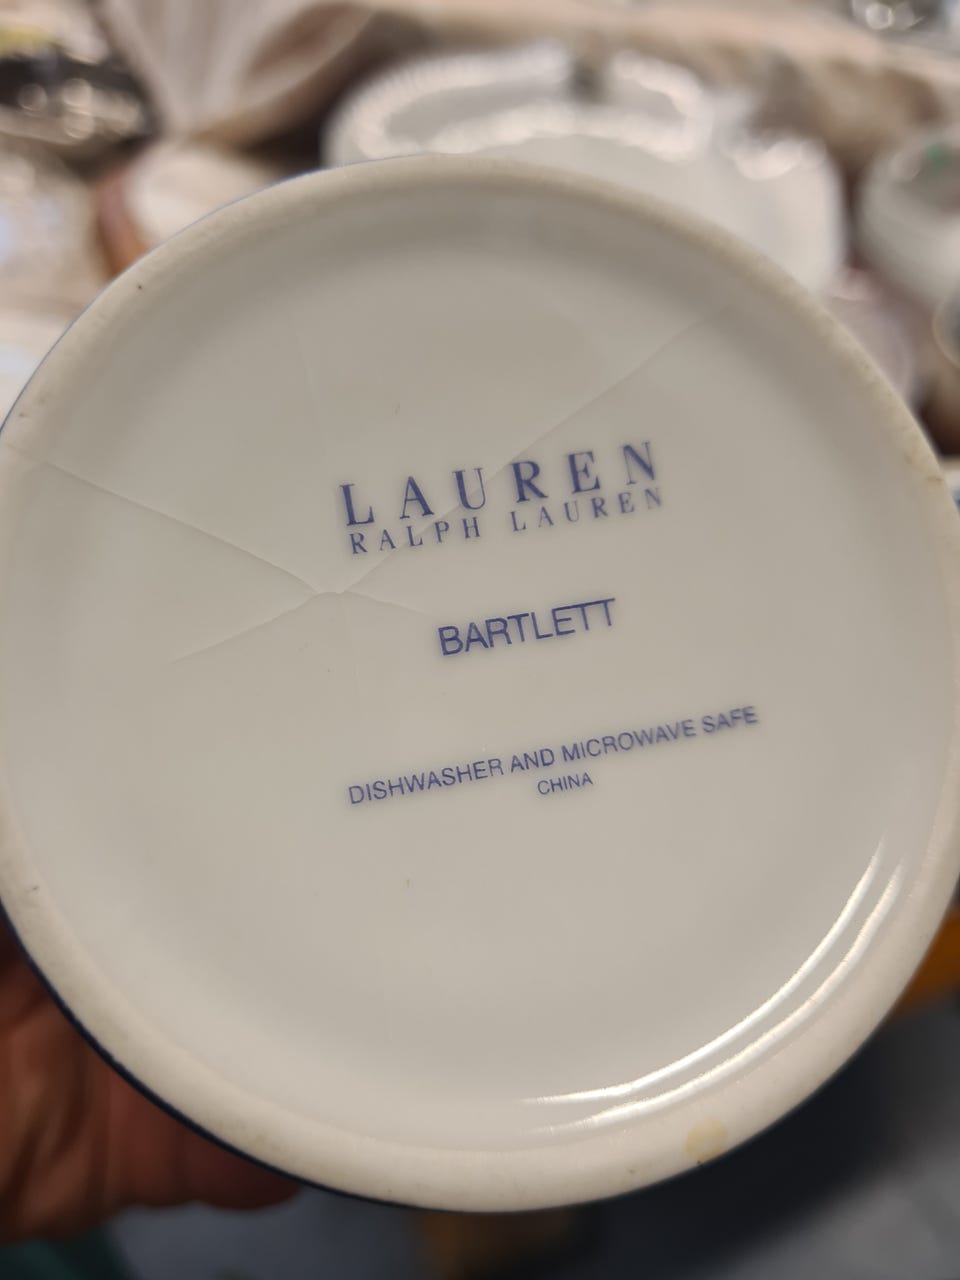 LAUREN
RALPH LAUREN
BARTLETT
DISHWASHER AND MICROWAVE SAFE
CHINA